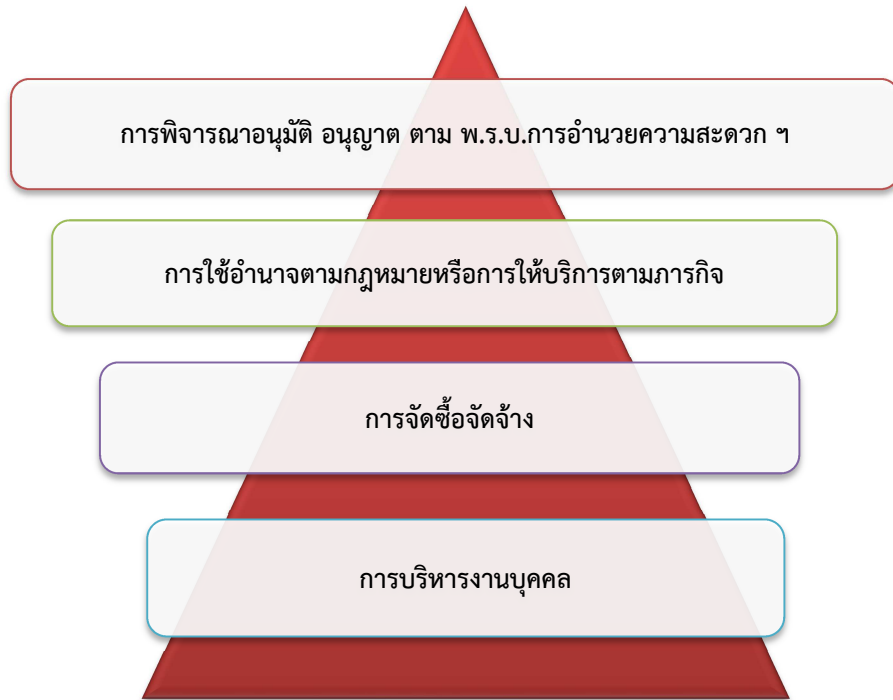 การพิจารณาอนุมัติ อนุญาต ตาม พ.ร.บ.การอำนวยความสะดวก ฯ
การใช้อำนาจตามกฎหมายหรือการให้บริการตามภารกิจ
การจัดซื้อจัดจ้าง
การบริหารงานบุคคล